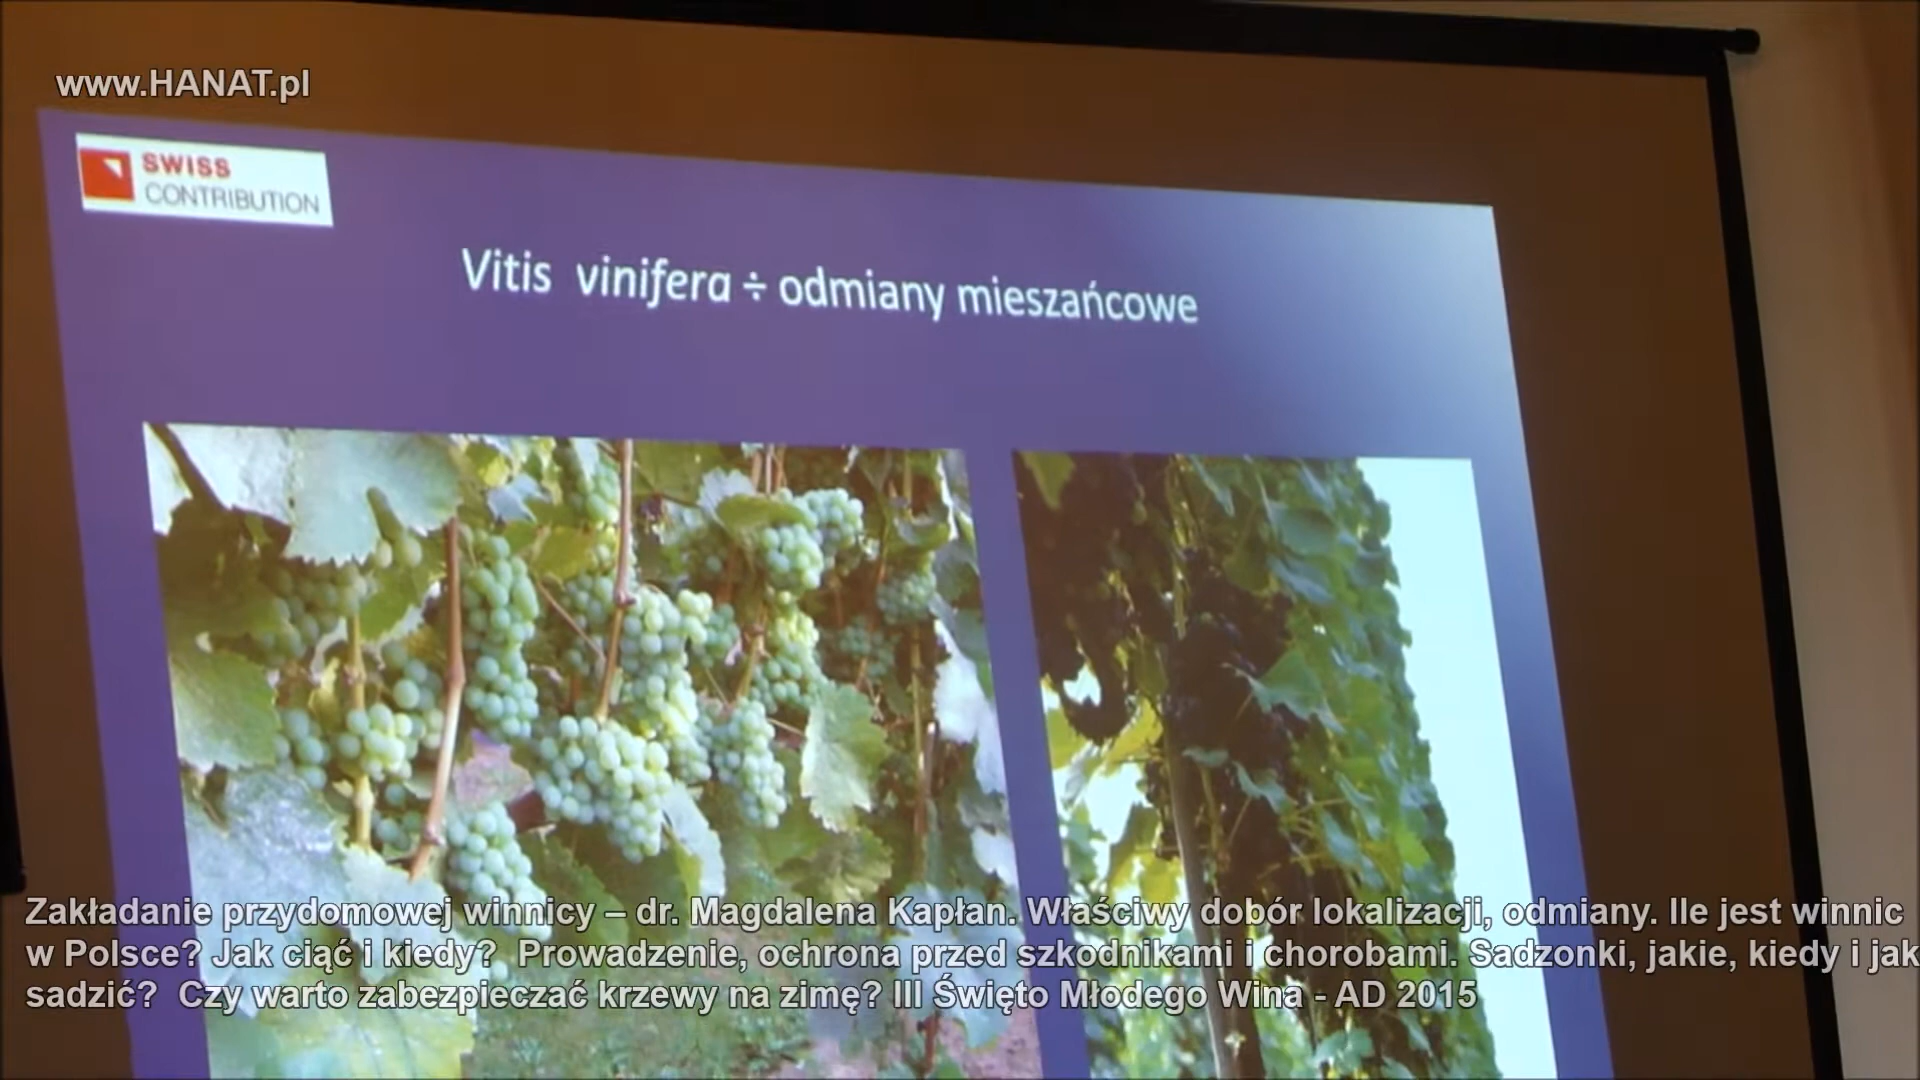 www.HANAT.pl
SWISS
CONTRIBUTION
Vitis vinifera ÷ odmiany mieszańcowe
Zakładanie przydomowej winnicy – dr. Magdalena Kapłan. Właściwy dobór lokalizacji, odmiany. Ile jest winnic
w Polsce? Jak ciąć i kiedy? Prowadzenie, ochrona przed szkodnikami i chorobami. Sadzonki, jakie, kiedy i jak
sadzić? Czy warto zabezpieczać krzewy na zimę? III Święto Młodego Wina - AD 2015